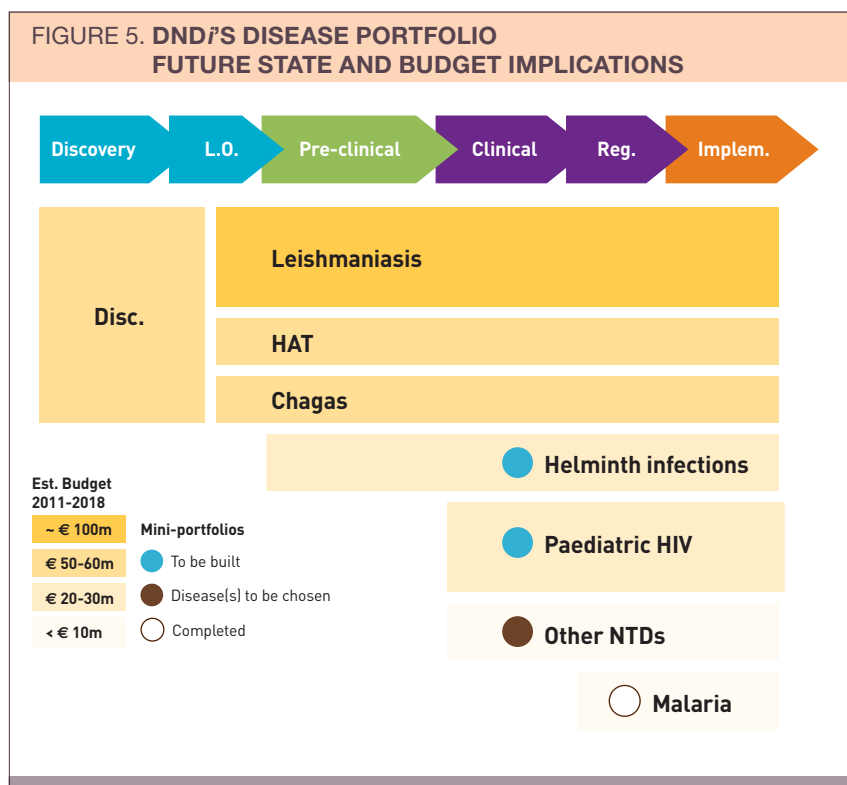 FIGURE 5. DNDi'S DISEASE PORTFOLIO
FUTURE STATE AND BUDGET IMPLICATIONS
Discovery
L.O.
Pre-clinical
Clinical
Reg.
Implem.
Disc.
Leishmaniasis
HAT
Chagas
Helminth infections
Paediatric HIV
Other NTDs
Malaria
Est. Budget
2011-2018
~ € 100m
€ 50-60m
€ 20-30m
< € 10m
Mini-portfolios
To be built
Disease(s) to be chosen
Completed